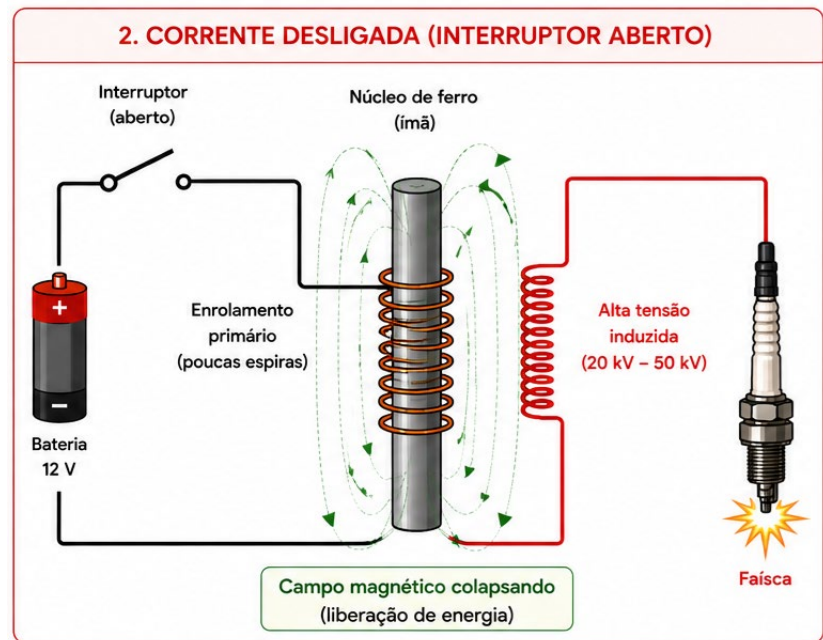 2. CORRENTE DESLIGADA (INTERRUPTOR ABERTO)
Interruptor
(aberto)
Núcleo de ferro
(ímã)
+
Enrolamento
primário
(poucas espiras)
Alta tensão
induzida
(20 kV – 50 kV)
−
Bateria
12 V
Campo magnético colapsando
(liberação de energia)
Faísca